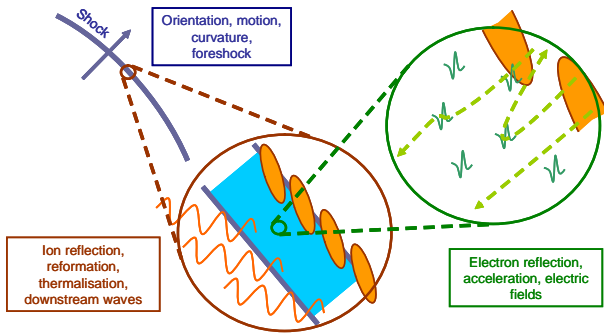 Shock
Orientation, motion,
curvature,
foreshock
Ion reflection,
reformation,
thermalisation,
downstream waves
Electron reflection,
acceleration, electric
fields